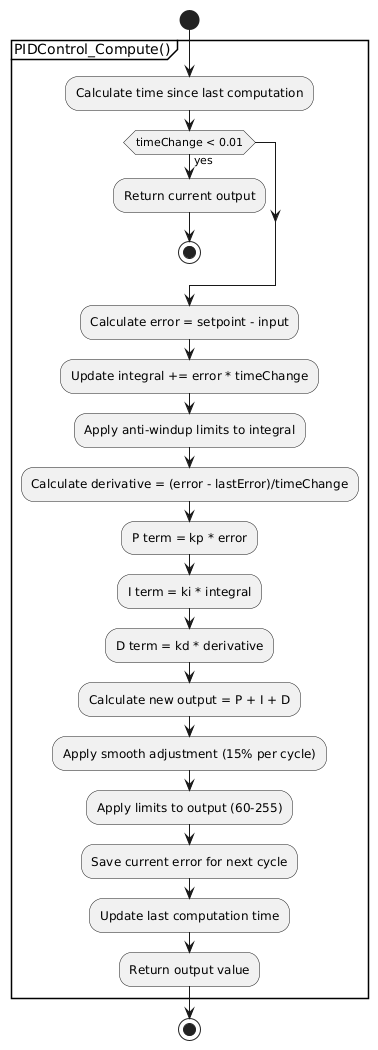 PIDControl_Compute()
Calculate time since last computation
timeChange < 0.01
yes
Return current output
Calculate error = setpoint - input
Update integral += error * timeChange
Apply anti-windup limits to integral
Calculate derivative = (error - lastError)/timeChange
P term = kp * error
I term = ki * integral
D term = kd * derivative
Calculate new output = P + I + D
Apply smooth adjustment (15% per cycle)
Apply limits to output (60-255)
Save current error for next cycle
Update last computation time
Return output value